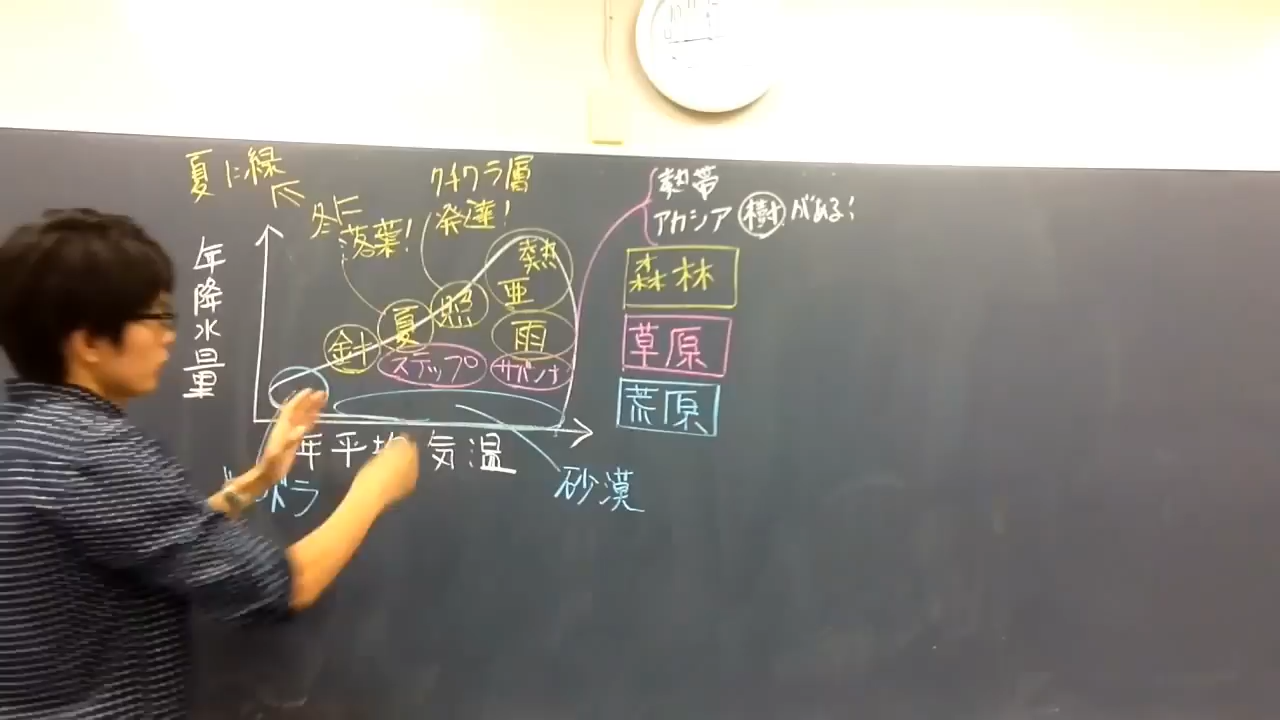 夏に緑
冬に
落葉!
クチクラ層
発達!
熱帯
アカシア 樹がある!
年降水量
熱
亜
照
夏
針
雨
ステップ
サバンナ
森林
草原
荒原
年平均気温
ドラ
砂漠